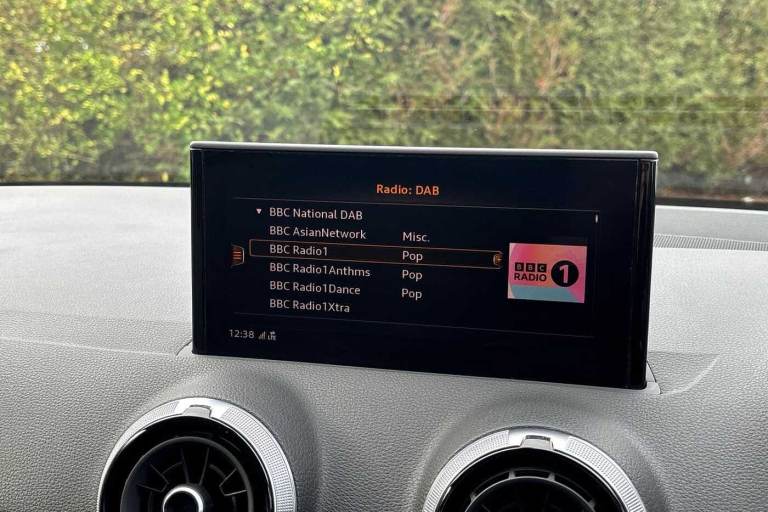 Radio: DAB
BBC National DAB
BBC AsianNetwork Misc.
BBC Radio1 Pop
BBC Radio1Anthms Pop
BBC Radio1Dance Pop
BBC Radio1Xtra
BBC
RADIO 1
12:38 LTE